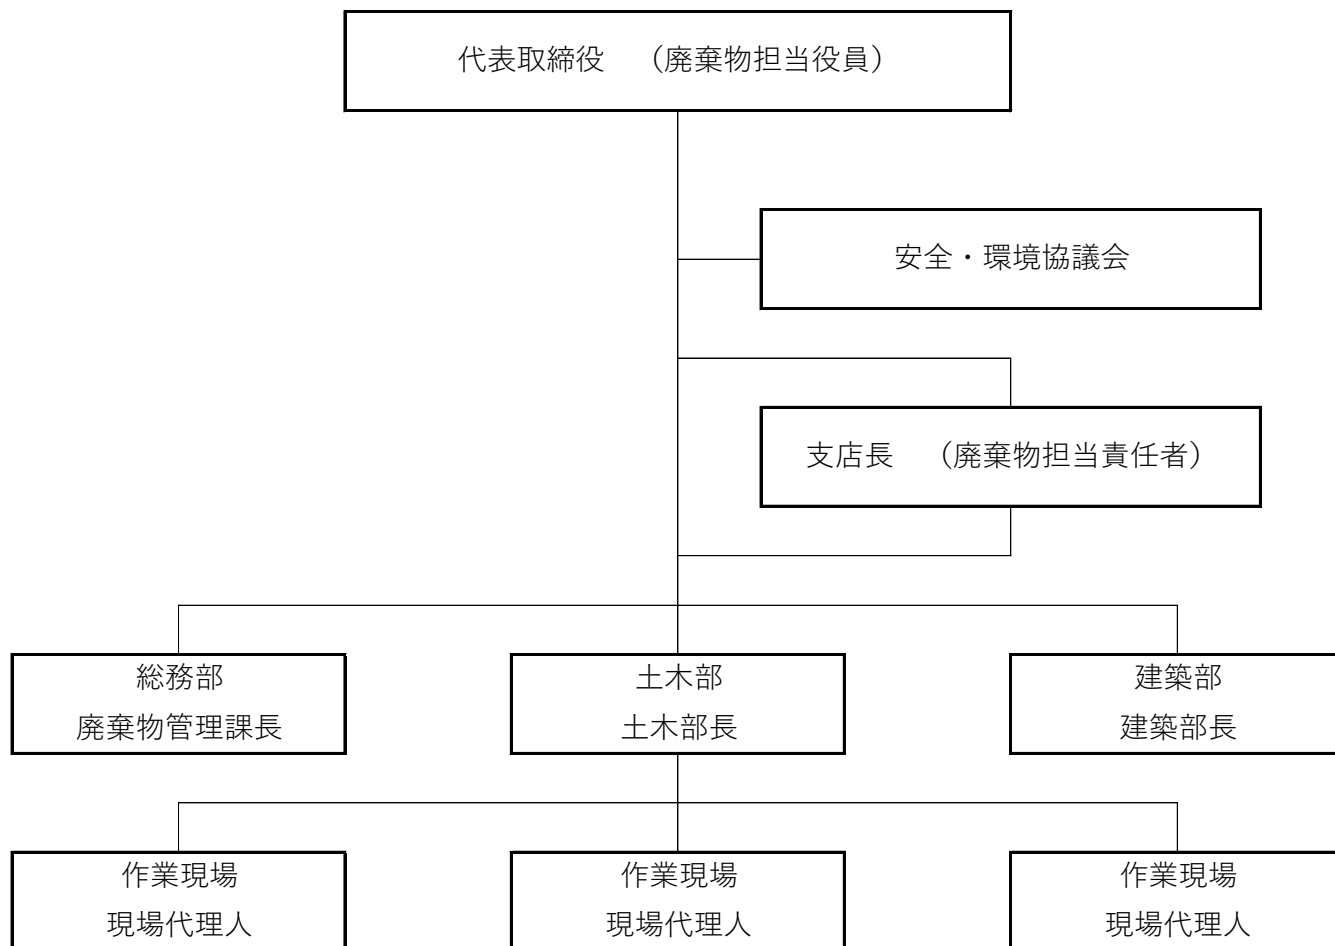 代表取締役　（廃棄物担当役員）
安全・環境協議会
支店長　（廃棄物担当責任者）
総務部
廃棄物管理課長
土木部
土木部長
建築部
建築部長
作業現場
現場代理人
作業現場
現場代理人
作業現場
現場代理人